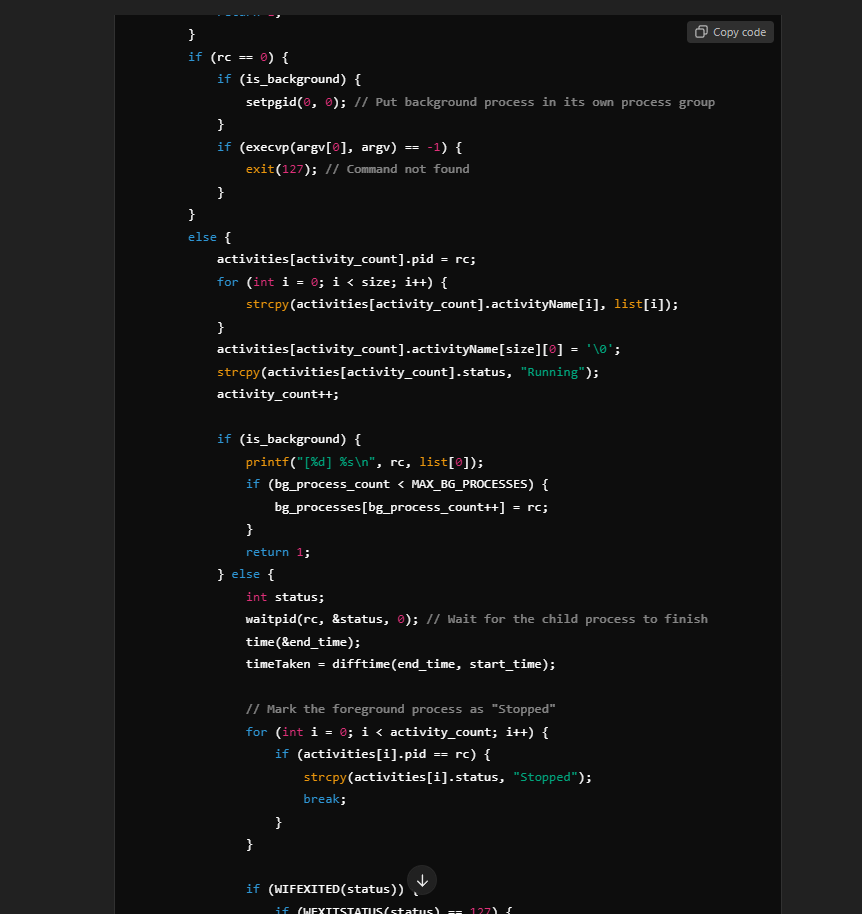 }
Copy code
if (rc == 0) {
if (is_background) {
setpgid(0, 0); // Put background process in its own process group
}
if (execvp(argv[0], argv) == -1) {
exit(127); // Command not found
}
}
else {
activities[activity_count].pid = rc;
for (int i = 0; i < size; i++) {
strcpy(activities[activity_count].activityName[i], list[i]);
}
activities[activity_count].activityName[size][0] = '\0';
strcpy(activities[activity_count].status, "Running");
activity_count++;
if (is_background) {
printf("[%d] %s\n", rc, list[0]);
if (bg_process_count < MAX_BG_PROCESSES) {
bg_processes[bg_process_count++] = rc;
}
return 1;
} else {
int status;
waitpid(rc, &status, 0); // Wait for the child process to finish
time(&end_time);
timeTaken = difftime(end_time, start_time);
// Mark the foreground process as "Stopped"
for (int i = 0; i < activity_count; i++) {
if (activities[i].pid == rc) {
strcpy(activities[i].status, "Stopped");
break;
}
}
if (WIFEXITED(status)) {
if (WEXITSTATUS(status) == 127) {